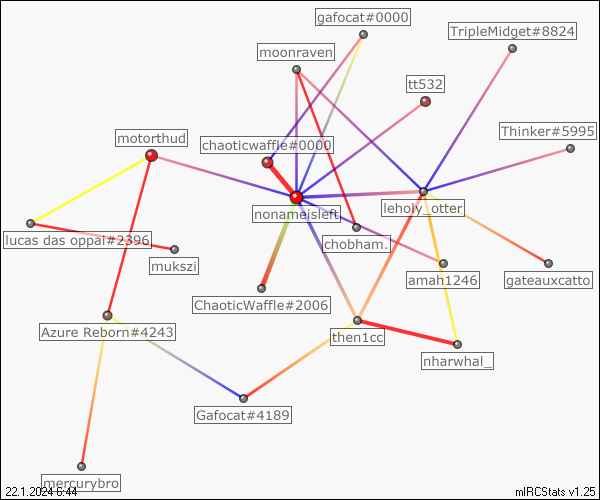 gafocat#0000
TripleMidget#8824
moonraven
tt532
Thinker#5995
motorthud
chaoticwaffle#0000
nonameisleft
leholy_otter
lucas das oppai#2396
chobham.
mukszi
amah1246
gateauxcatto
ChaoticWaffle#2006
Azure Reborn#4243
then1cc
nharwhal_
Gafocat#4189
mercurybro
22.1.2024 6:44
mIRCStats v1.25